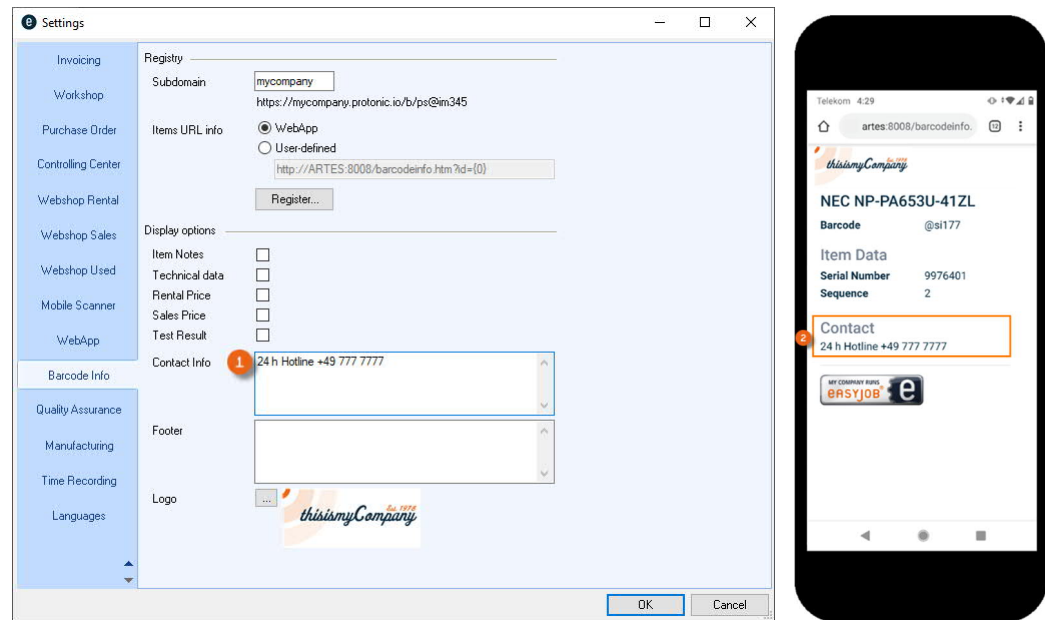 e Settings
Invoicing
Workshop
Purchase Order
Controlling Center
Webshop Rental
Webshop Sales
Webshop Used
Mobile Scanner
WebApp
Barcode Info
Quality Assurance
Manufacturing
Time Recording
Languages
Registry
Subdomain mycompany
https://mycompany.protonic.io/b/ps@im345
Items URL info WebApp
User-defined
http://ARTES:8008/barcodeinfo.htm?id={0}
Register...
Display options
Item Notes
Technical data
Rental Price
Sales Price
Test Result
Contact Info 1 24 h Hotline +49 777 7777
Footer
Logo ... thisismyCompany Est. 1978
OK Cancel
Telekom 4:29
artes:8008/barcodeinfo. 12
thisismyCompany Est. 1978
NEC NP-PA653U-41ZL
Barcode @si177
Item Data
Serial Number 9976401
Sequence 2
2 Contact
24 h Hotline +49 777 7777
MY COMPANY RUNS
easyjob e